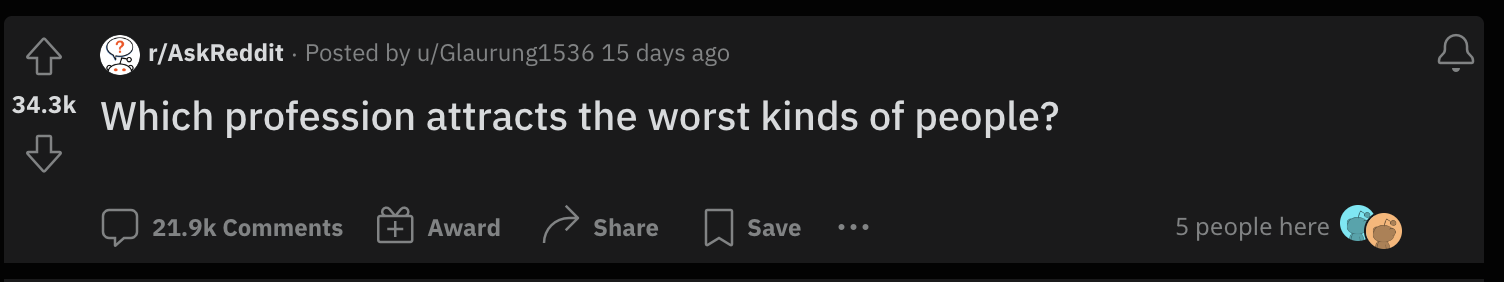 r/AskReddit · Posted by u/Glaurung1536 15 days ago
34.3k
Which profession attracts the worst kinds of people?
21.9k Comments Award Share Save ••• 5 people here